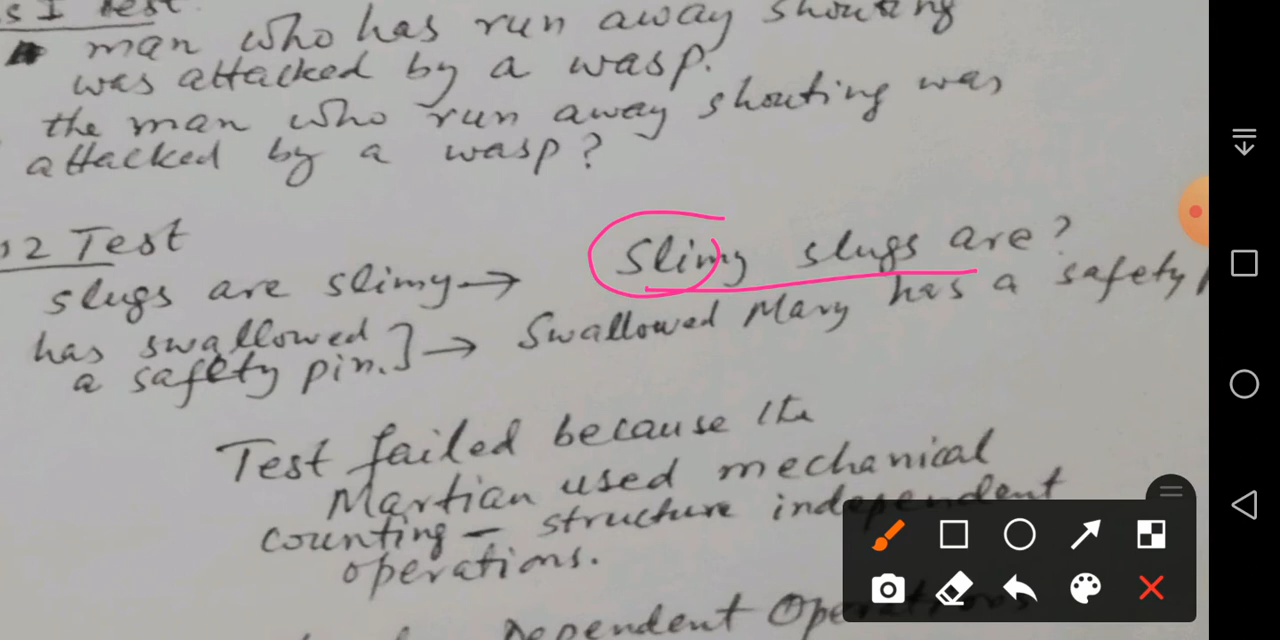 s I Test
man who has run away shouting
was attacked by a wasp.
the man who run away shouting was
attacked by a wasp?
s 2 Test
slugs are slimy → Slimy slugs are?
has swallowed
a safety pin.] → Swallowed Mary has a safety
Test failed because the
Martian used mechanical
counting - structure independent
operations.
Dependent Operations